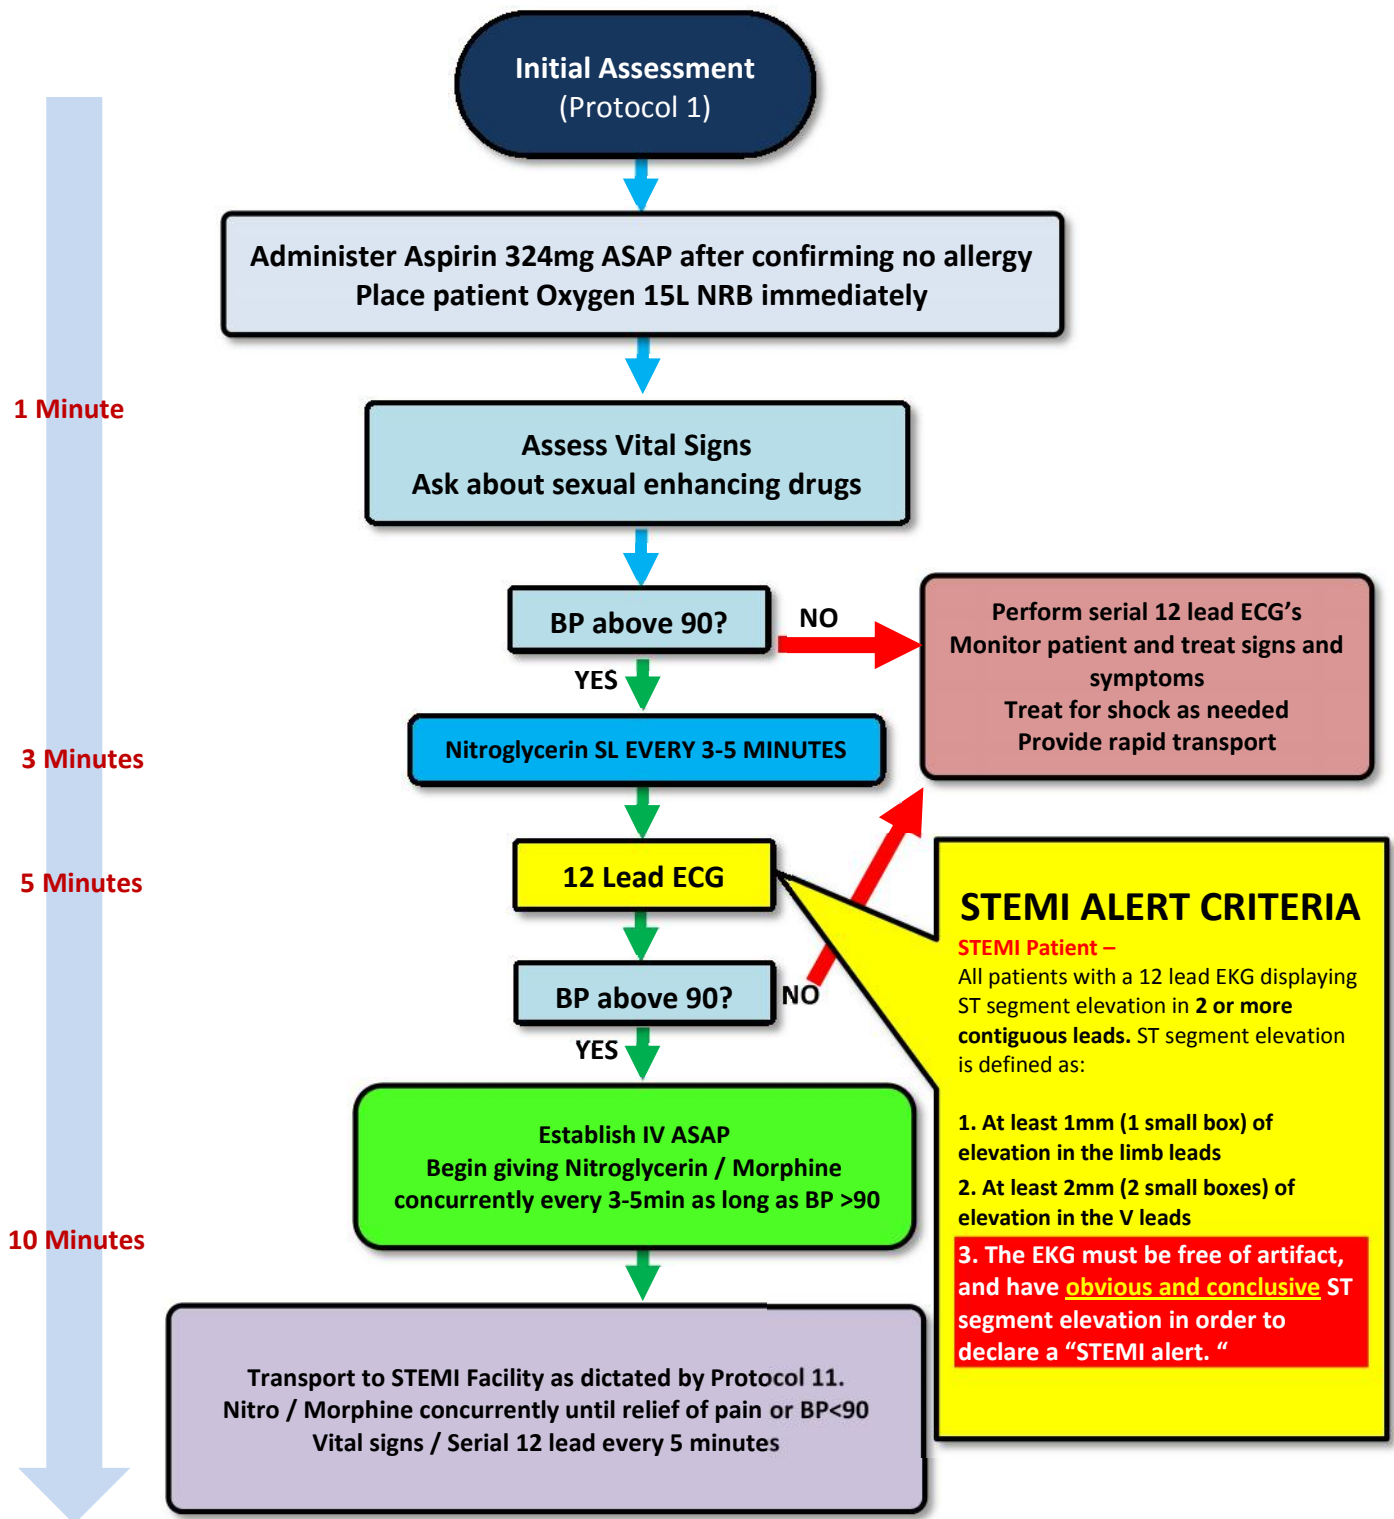 Initial Assessment
(Protocol 1)
Administer Aspirin 324mg ASAP after confirming no allergy
Place patient Oxygen 15L NRB immediately
1 Minute
Assess Vital Signs
Ask about sexual enhancing drugs
BP above 90?
NO
YES
Perform serial 12 lead ECG’s
Monitor patient and treat signs and
symptoms
Treat for shock as needed
Provide rapid transport
3 Minutes
Nitroglycerin SL EVERY 3-5 MINUTES
5 Minutes
12 Lead ECG
BP above 90?
NO
YES
STEMI ALERT CRITERIA
STEMI Patient –
All patients with a 12 lead EKG displaying
ST segment elevation in 2 or more
contiguous leads. ST segment elevation
is defined as:
1. At least 1mm (1 small box) of
elevation in the limb leads
2. At least 2mm (2 small boxes) of
elevation in the V leads
3. The EKG must be free of artifact,
and have obvious and conclusive ST
segment elevation in order to
declare a “STEMI alert. “
Establish IV ASAP
Begin giving Nitroglycerin / Morphine
concurrently every 3-5min as long as BP >90
10 Minutes
Transport to STEMI Facility as dictated by Protocol 11.
Nitro / Morphine concurrently until relief of pain or BP<90
Vital signs / Serial 12 lead every 5 minutes